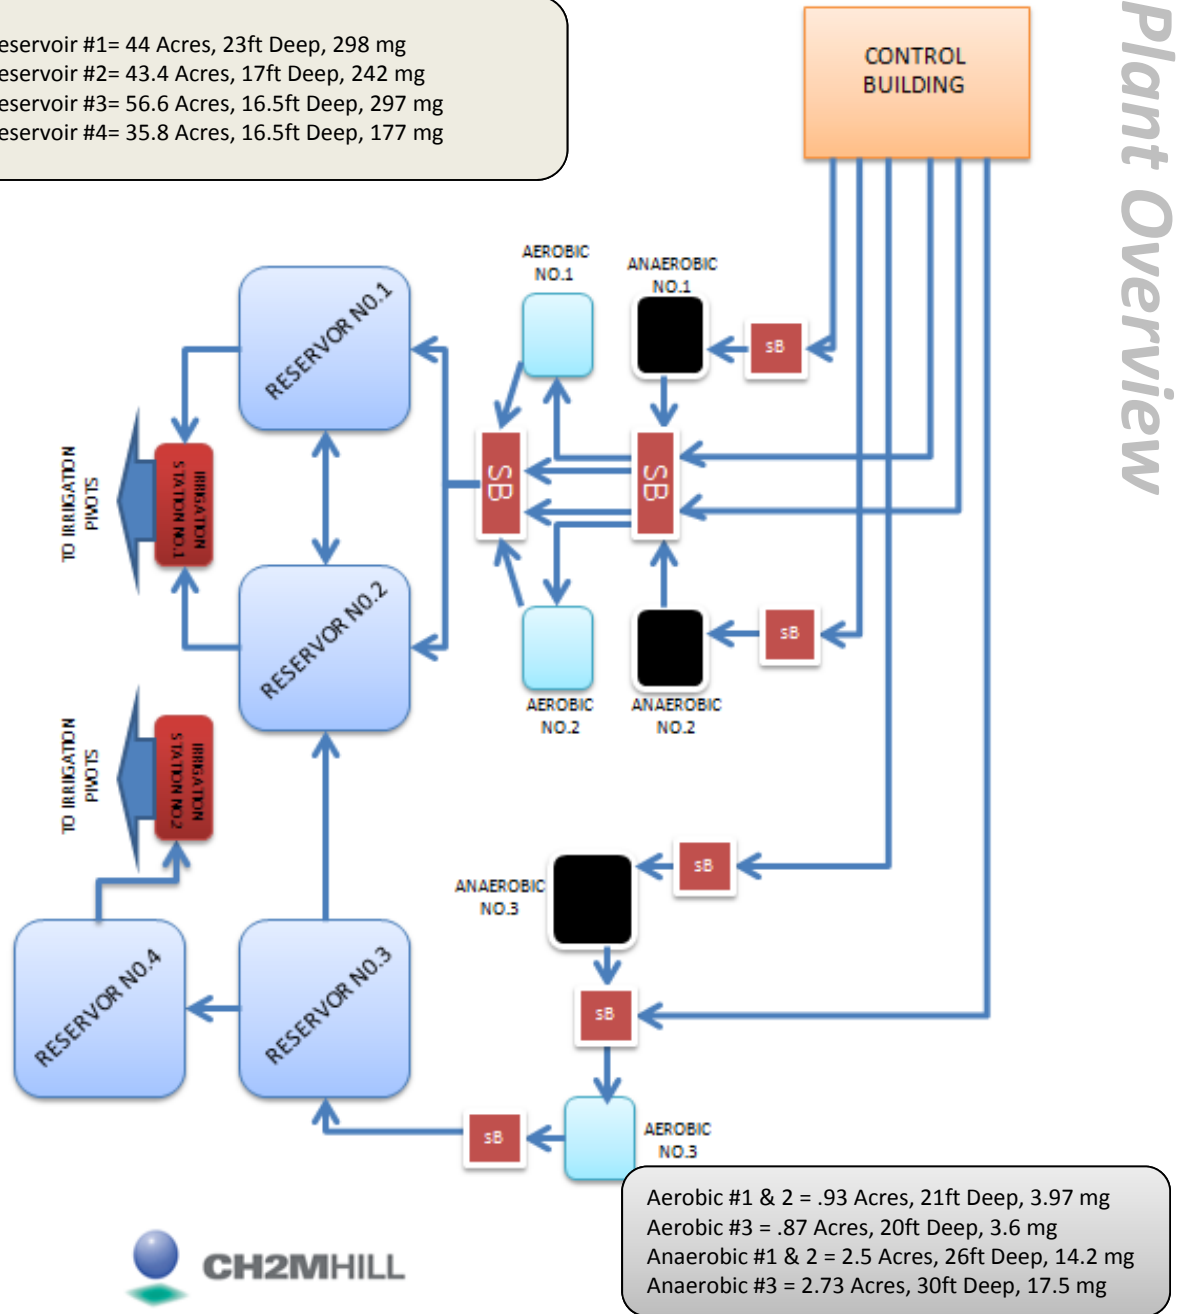 eservoir #1= 44 Acres, 23ft Deep, 298 mg
eservoir #2= 43.4 Acres, 17ft Deep, 242 mg
eservoir #3= 56.6 Acres, 16.5ft Deep, 297 mg
eservoir #4= 35.8 Acres, 16.5ft Deep, 177 mg
CONTROL
BUILDING
Plant Overview
AEROBIC
NO.1
ANAEROBIC
NO.1
RESERVOR N0.1
sB
TO IRRIGATION
PIVOTS
IRRIGATION
STATION NO.1
SB
SB
RESERVOR N0.2
sB
AEROBIC
NO.2
ANAEROBIC
NO.2
TO IRRIGATION
PIVOTS
IRRIGATION
STATION NO.2
sB
ANAEROBIC
NO.3
RESERVOR N0.4
RESERVOR N0.3
sB
sB
AEROBIC
NO.3
Aerobic #1 & 2 = .93 Acres, 21ft Deep, 3.97 mg
Aerobic #3 = .87 Acres, 20ft Deep, 3.6 mg
Anaerobic #1 & 2 = 2.5 Acres, 26ft Deep, 14.2 mg
Anaerobic #3 = 2.73 Acres, 30ft Deep, 17.5 mg
CH2MHILL